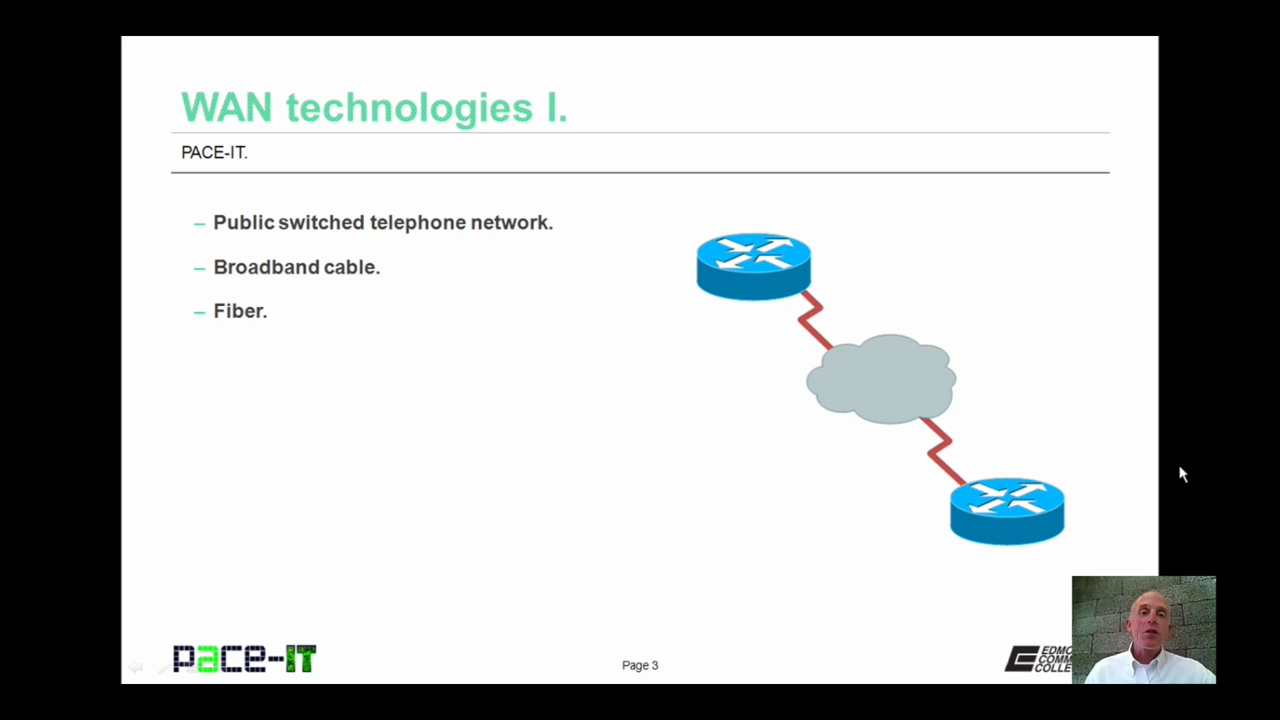 WAN technologies I.
PACE-IT.
– Public switched telephone network.
– Broadband cable.
– Fiber.
pace-IT
Page 3